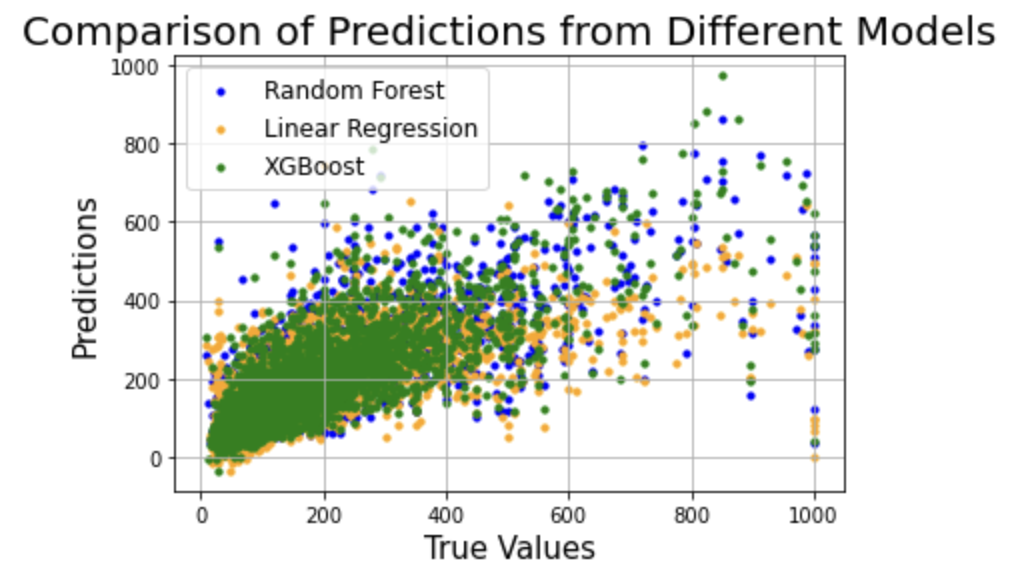 Comparison of Predictions from Different Models
1000
800
600
400
200
0
Predictions
Random Forest
Linear Regression
XGBoost
0 200 400 600 800 1000
True Values